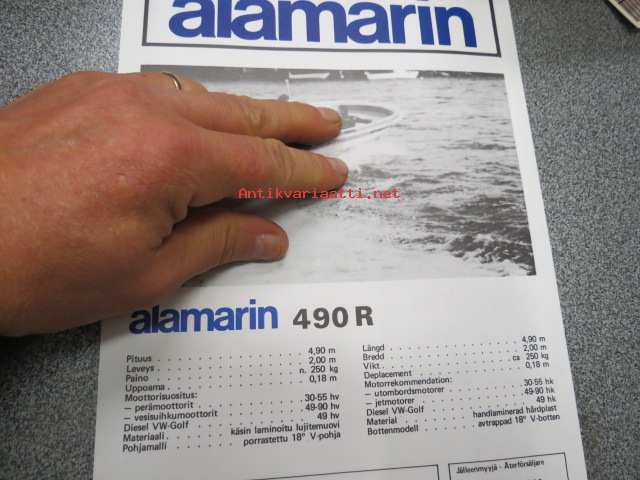 alamarin
Antikvariaatti.net
alamarin 490 R
Pituus . . . . . . . . . . . . . . . . . . 4,90 m
Leveys . . . . . . . . . . . . . . . . . . 2,00 m
Paino . . . . . . . . . . . . . . . . . n. 250 kg
Uppoama . . . . . . . . . . . . . . . . 0,18 m
Moottorisuositus:
— perämoottorit . . . . . . . . . . . 30-55 hv
— vesisuihkumoottorit . . . . . . . 49-90 hv
Diesel VW-Golf . . . . . . . . . . . . 49 hv
Materiaali . . . . . käsin laminoitu lujitemuovi
Pohjamalli . . . . . porrastettu 18° V-pohja
Längd . . . . . . . . . . . . . . . . . . 4,90 m
Bredd . . . . . . . . . . . . . . . . . . 2,00 m
Vikt . . . . . . . . . . . . . . . . . ca 250 kg
Deplacement . . . . . . . . . . . . . . 0,18 m
Motorrekommendation:
— utombordsmotorer . . . . . . . . 30-55 hk
— jetmotorer . . . . . . . . . . . . . 49-90 hk
Diesel VW-Golf . . . . . . . . . . . . 49 hk
Material . . . . . . handlaminerad hårdplast
Bottenmodell . . . . avtrappad 18° V-botten
Jälleenmyyjä - Återförsäljare